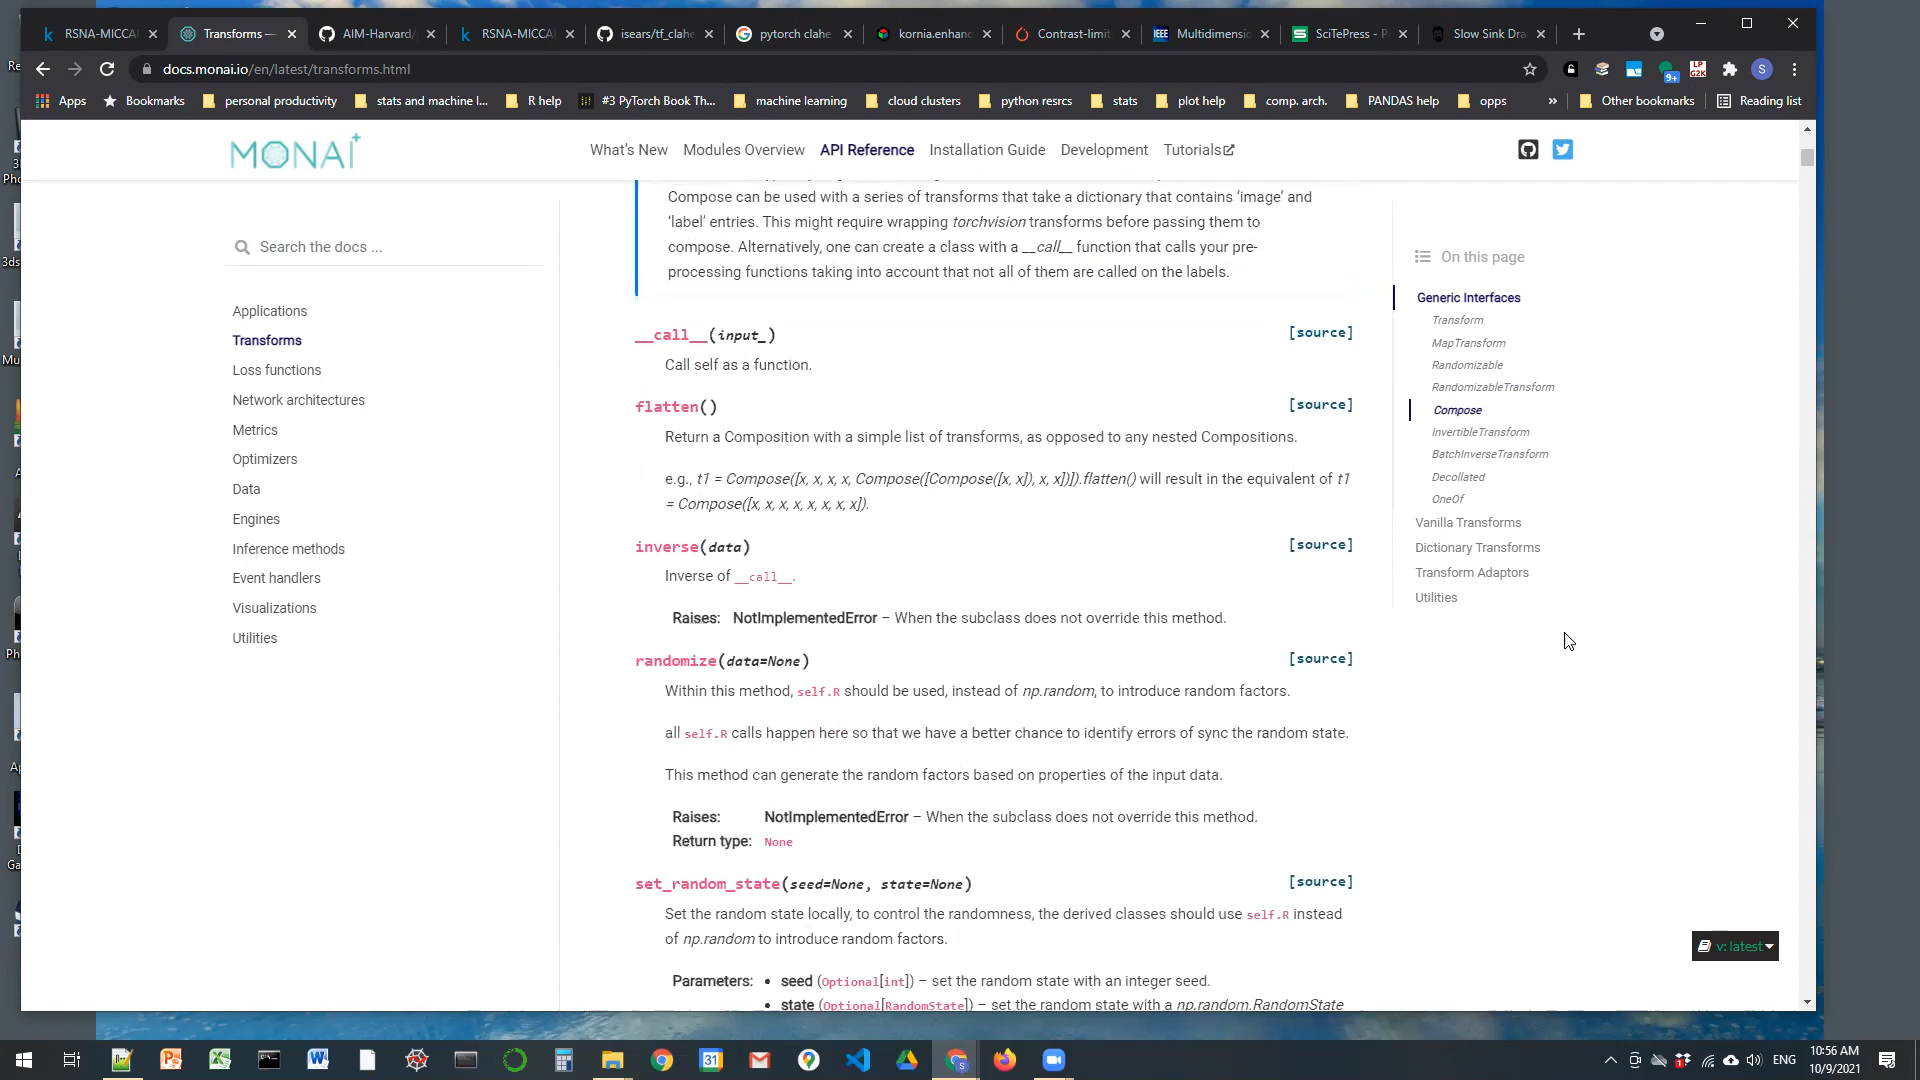 RSNA-MICCAI
Transforms —
AIM-Harvard/
RSNA-MICCAI
isears/tf_clahe
pytorch clahe
kornia.enhanc
Contrast-limit
Multidimensio
SciTePress - P
Slow Sink Dra
docs.monai.io/en/latest/transforms.html
Apps
Bookmarks
personal productivity
stats and machine l...
R help
#3 PyTorch Book Th...
machine learning
cloud clusters
python resrcs
stats
plot help
comp. arch.
PANDAS help
opps
»
Other bookmarks
Reading list
MONAI
What's New
Modules Overview
API Reference
Installation Guide
Development
Tutorials
Search the docs ...
Applications
Transforms
Loss functions
Network architectures
Metrics
Optimizers
Data
Engines
Inference methods
Event handlers
Visualizations
Utilities
Compose can be used with a series of transforms that take a dictionary that contains 'image' and
'label' entries. This might require wrapping torchvision transforms before passing them to
compose. Alternatively, one can create a class with a __call__ function that calls your pre-
processing functions taking into account that not all of them are called on the labels.
__call__(input_) [source]
Call self as a function.
flatten() [source]
Return a Composition with a simple list of transforms, as opposed to any nested Compositions.
e.g., t1 = Compose([x, x, x, x, Compose([Compose([x, x]), x, x])]).flatten() will result in the equivalent of t1
= Compose([x, x, x, x, x, x, x, x]).
inverse(data) [source]
Inverse of __call__.
Raises: NotImplementedError – When the subclass does not override this method.
randomize(data=None) [source]
Within this method, self.R should be used, instead of np.random, to introduce random factors.
all self.R calls happen here so that we have a better chance to identify errors of sync the random state.
This method can generate the random factors based on properties of the input data.
Raises: NotImplementedError – When the subclass does not override this method.
Return type: None
set_random_state(seed=None, state=None) [source]
Set the random state locally, to control the randomness, the derived classes should use self.R instead
of np.random to introduce random factors.
Parameters: • seed (Optional[int]) – set the random state with an integer seed.
• state (Optional[RandomState]) – set the random state with a np.random.RandomState
On this page
Generic Interfaces
Transform
MapTransform
Randomizable
RandomizableTransform
Compose
InvertibleTransform
BatchInverseTransform
Decollated
OneOf
Vanilla Transforms
Dictionary Transforms
Transform Adaptors
Utilities
v: latest
ENG
10:56 AM
10/9/2021